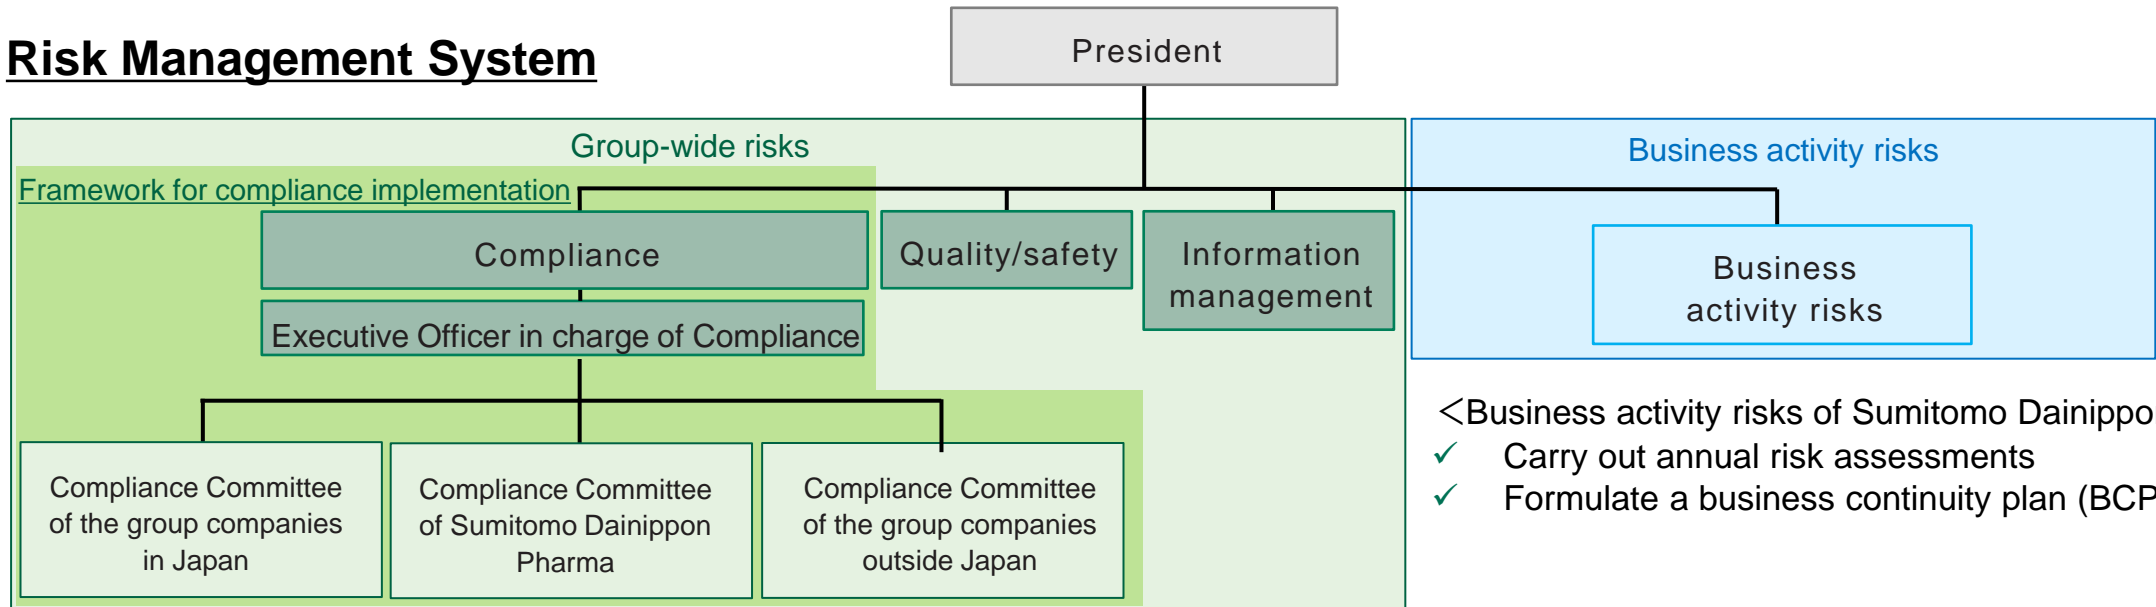 Risk Management System
President
Group-wide risks
Business activity risks
Framework for compliance implementation
Compliance
Quality/safety
Information
management
Business
activity risks
Executive Officer in charge of Compliance
Compliance Committee
of the group companies
in Japan
Compliance Committee
of Sumitomo Dainippon
Pharma
Compliance Committee
of the group companies
outside Japan
<Business activity risks of Sumitomo Dainippo
✓ Carry out annual risk assessments
✓ Formulate a business continuity plan (BCP